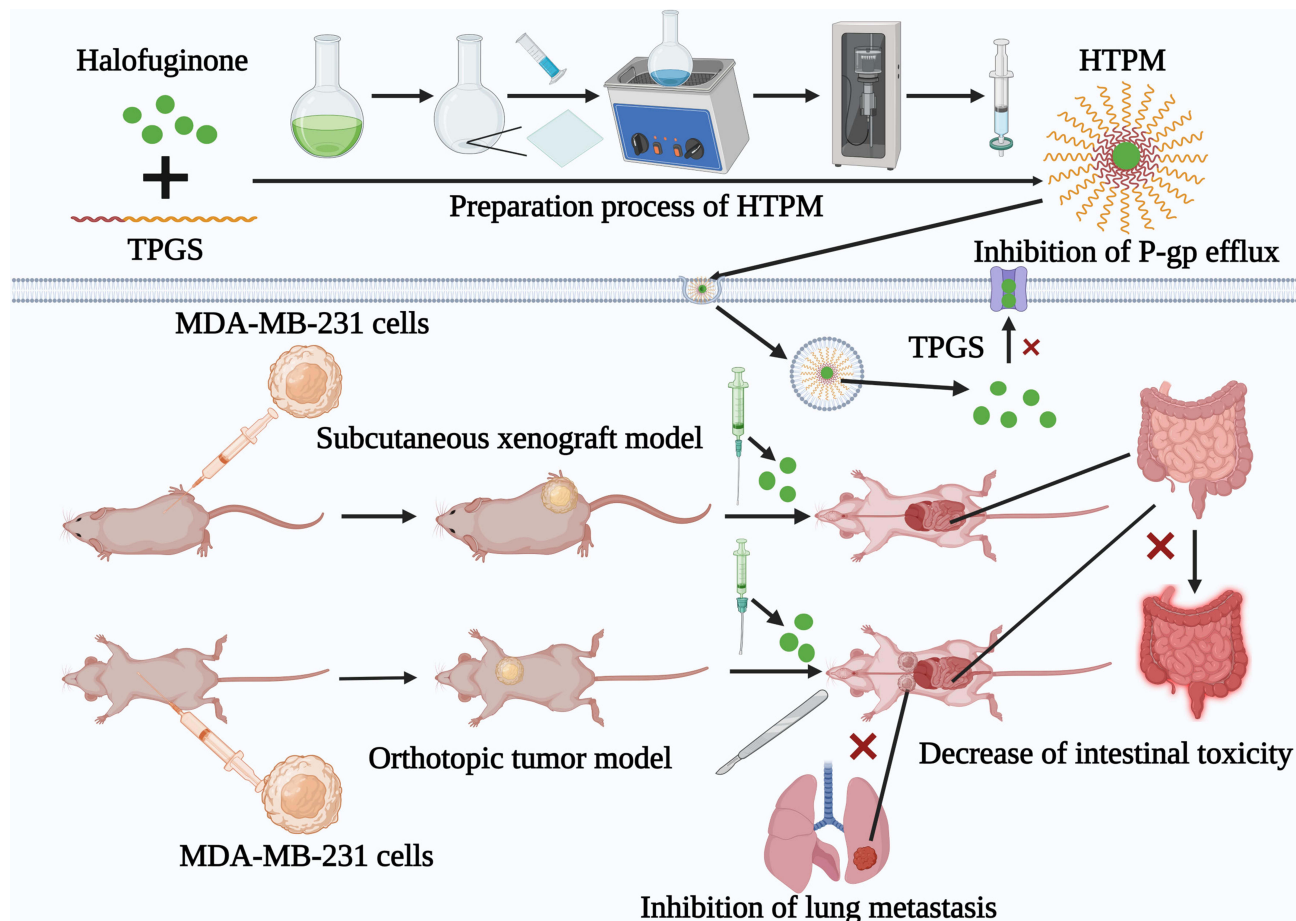 Halofuginone
HTPM
TPGS
Preparation process of HTPM
Inhibition of P-gp efflux
MDA-MB-231 cells
TPGS
Subcutaneous xenograft model
Orthotopic tumor model
Decrease of intestinal toxicity
MDA-MB-231 cells
Inhibition of lung metastasis